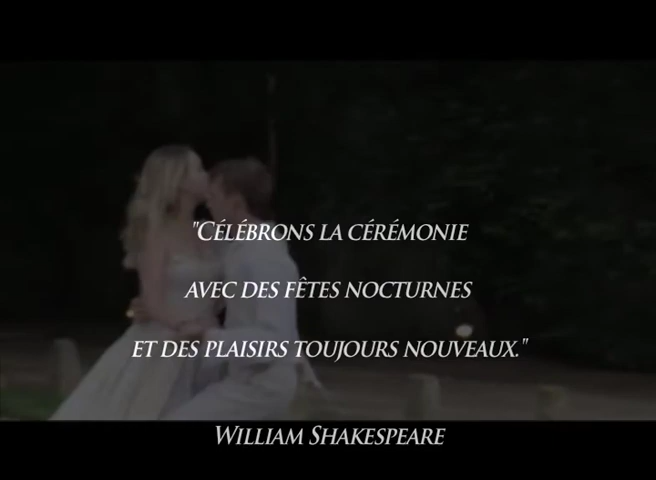 "CÉLÉBRONS LA CÉRÉMONIE
AVEC DES FÊTES NOCTURNES
ET DES PLAISIRS TOUJOURS NOUVEAUX."
WILLIAM SHAKESPEARE